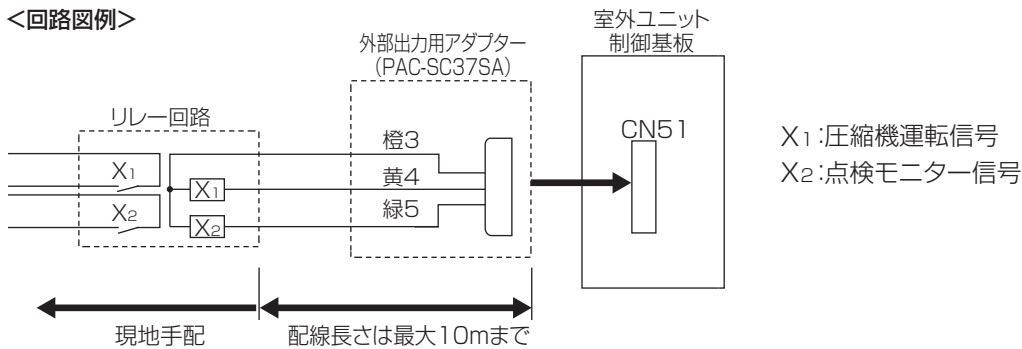 <回路図例>
室外ユニット
制御基板
外部出力用アダプター
(PAC-SC37SA)
リレー回路
CN51
橙3
X1
黄4
X1
緑5
X2
X2
X1:圧縮機運転信号
X2:点検モニター信号
現地手配
配線長さは最大10mまで